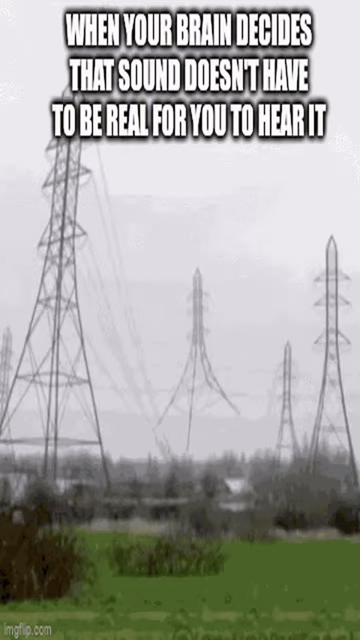 WHEN YOUR BRAIN DECIDES
THAT SOUND DOESN'T HAVE
TO BE REAL FOR YOU TO HEAR IT
imgflip.com